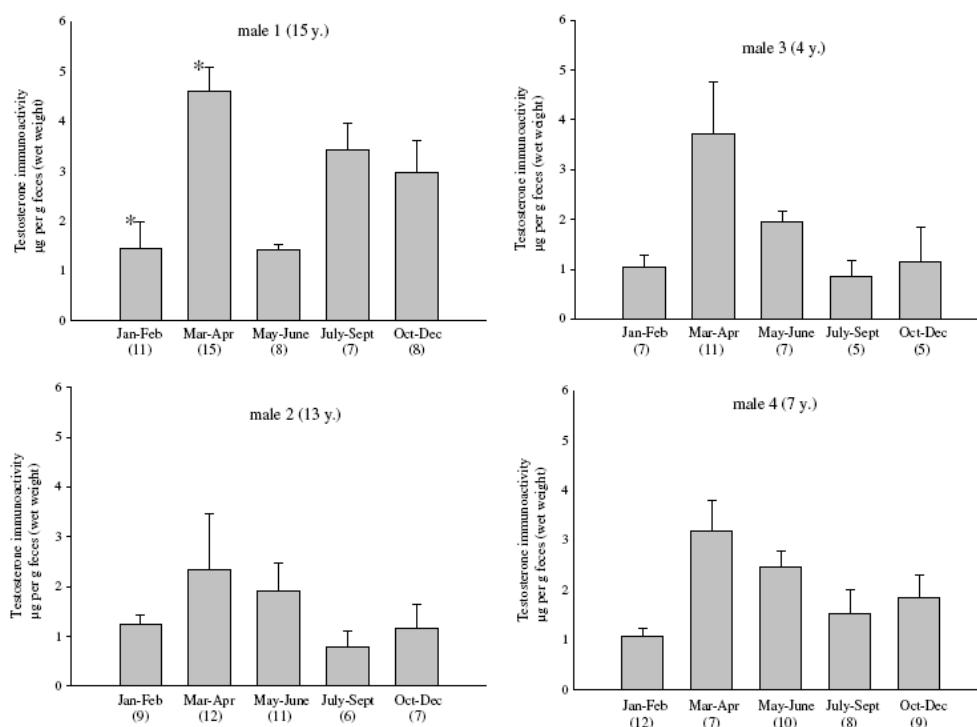 male 1 (15 y.)
Testosterone immunoactivity
µg per g feces (wet weight)
6
5
4
3
2
1
0
*
*
Jan-Feb Mar-Apr May-June July-Sept Oct-Dec
(11) (15) (8) (7) (8)
male 3 (4 y.)
Testosterone immunoactivity
µg per g feces (wet weight)
6
5
4
3
2
1
0
Jan-Feb Mar-Apr May-June July-Sept Oct-Dec
(7) (11) (7) (5) (5)
male 2 (13 y.)
Testosterone immunoactivity
µg per g feces (wet weight)
6
5
4
3
2
1
0
Jan-Feb Mar-Apr May-June July-Sept Oct-Dec
(9) (12) (11) (6) (7)
male 4 (7 y.)
Testosterone immunoactivity
µg per g feces (wet weight)
6
5
4
3
2
1
0
Jan-Feb Mar-Apr May-June July-Sept Oct-Dec
(12) (7) (10) (8) (9)